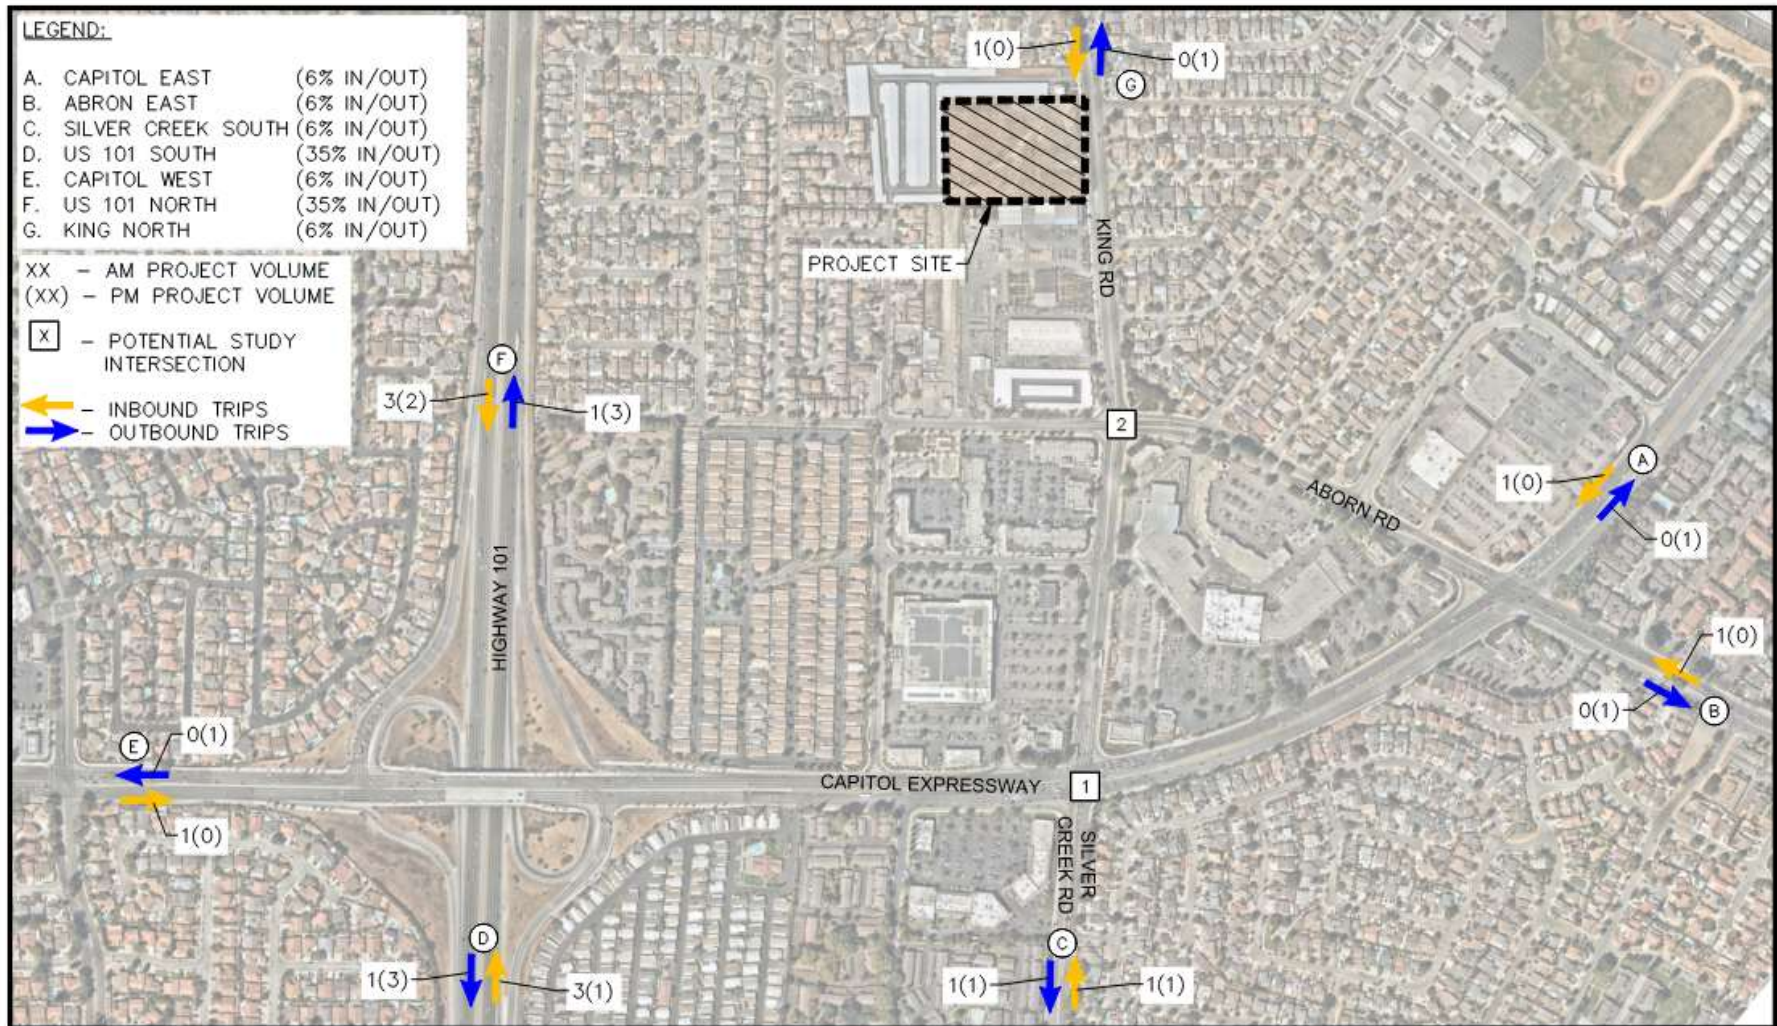 LEGEND:
A. CAPITOL EAST (6% IN/OUT)
B. ABRON EAST (6% IN/OUT)
C. SILVER CREEK SOUTH (6% IN/OUT)
D. US 101 SOUTH (35% IN/OUT)
E. CAPITOL WEST (6% IN/OUT)
F. US 101 NORTH (35% IN/OUT)
G. KING NORTH (6% IN/OUT)
XX - AM PROJECT VOLUME
(XX) - PM PROJECT VOLUME
X - POTENTIAL STUDY
INTERSECTION
- INBOUND TRIPS
- OUTBOUND TRIPS
1(0)
0(1)
G
PROJECT SITE
KING RD
F
3(2)
1(3)
2
A
1(0)
0(1)
ABORN RD
HIGHWAY 101
1(0)
0(1)
B
E
0(1)
1(0)
CAPITOL EXPRESSWAY
1
SILVER
CREEK RD
D
1(3)
3(1)
C
1(1)
1(1)